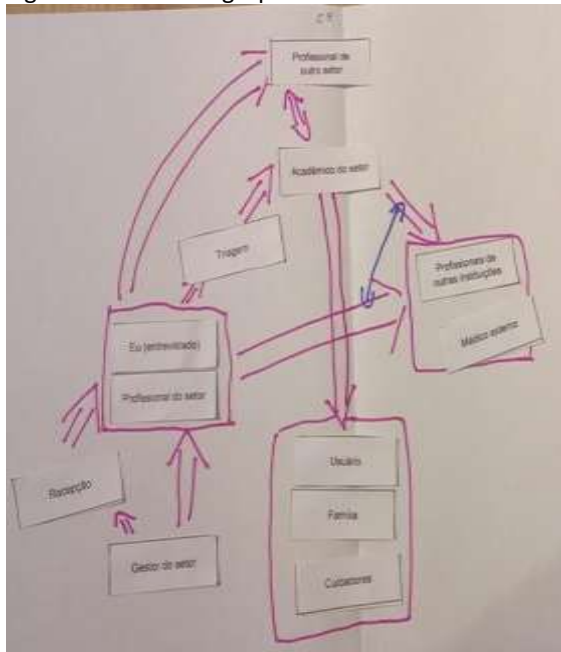 Profissional de
outro setor
Acadêmico do setor
Triagem
Profissionais de
outras instituições
Médico externo
Eu (entrevistado)
Profissional do setor
Recepção
Usuário
Família
Cuidadores
Gestor do setor